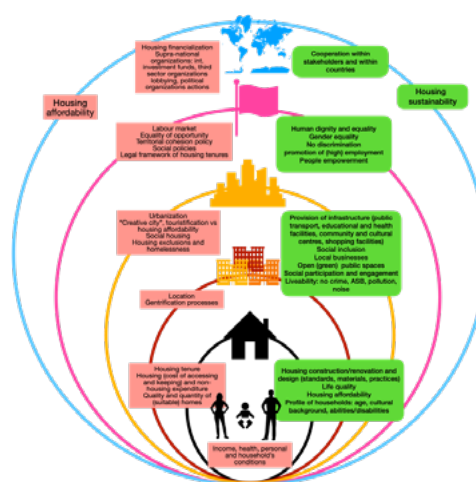 Housing financialization
Supra-national
organizations: int.
investment funds, third
sector organizations
lobbying, political
organizations actions
Cooperation within
stakeholders and within
countries
Housing
affordability
Housing
sustainability
Labour market
Equality of opportunity
Territorial cohesion policy
Social policies
Legal framework of housing tenures
Human dignity and equality
Gender equality
No discrimination
promotion of (high) employment
People empowerment
Urbanization
"Creative city", touristification vs
housing affordability
Social housing
Housing exclusions and
homelessness
Provision of infrastructure (public
transport, educational and health
facilities, community and cultural
centres, shopping facilities)
Social inclusion
Local businesses
Open (green) public spaces
Social participation and engagement
Liveability: no crime, ASB, pollution,
noise
Location
Gentrification processes
Housing tenure
Housing (cost of accessing
and keeping) and non-
housing expenditure
Quality and quantity of
(suitable) homes
Housing construction/renovation and
design (standards, materials, practices)
Life quality
Housing affordability
Profile of households: age, cultural
background, abilities/disabilities
Income, health, personal
and household's
conditions